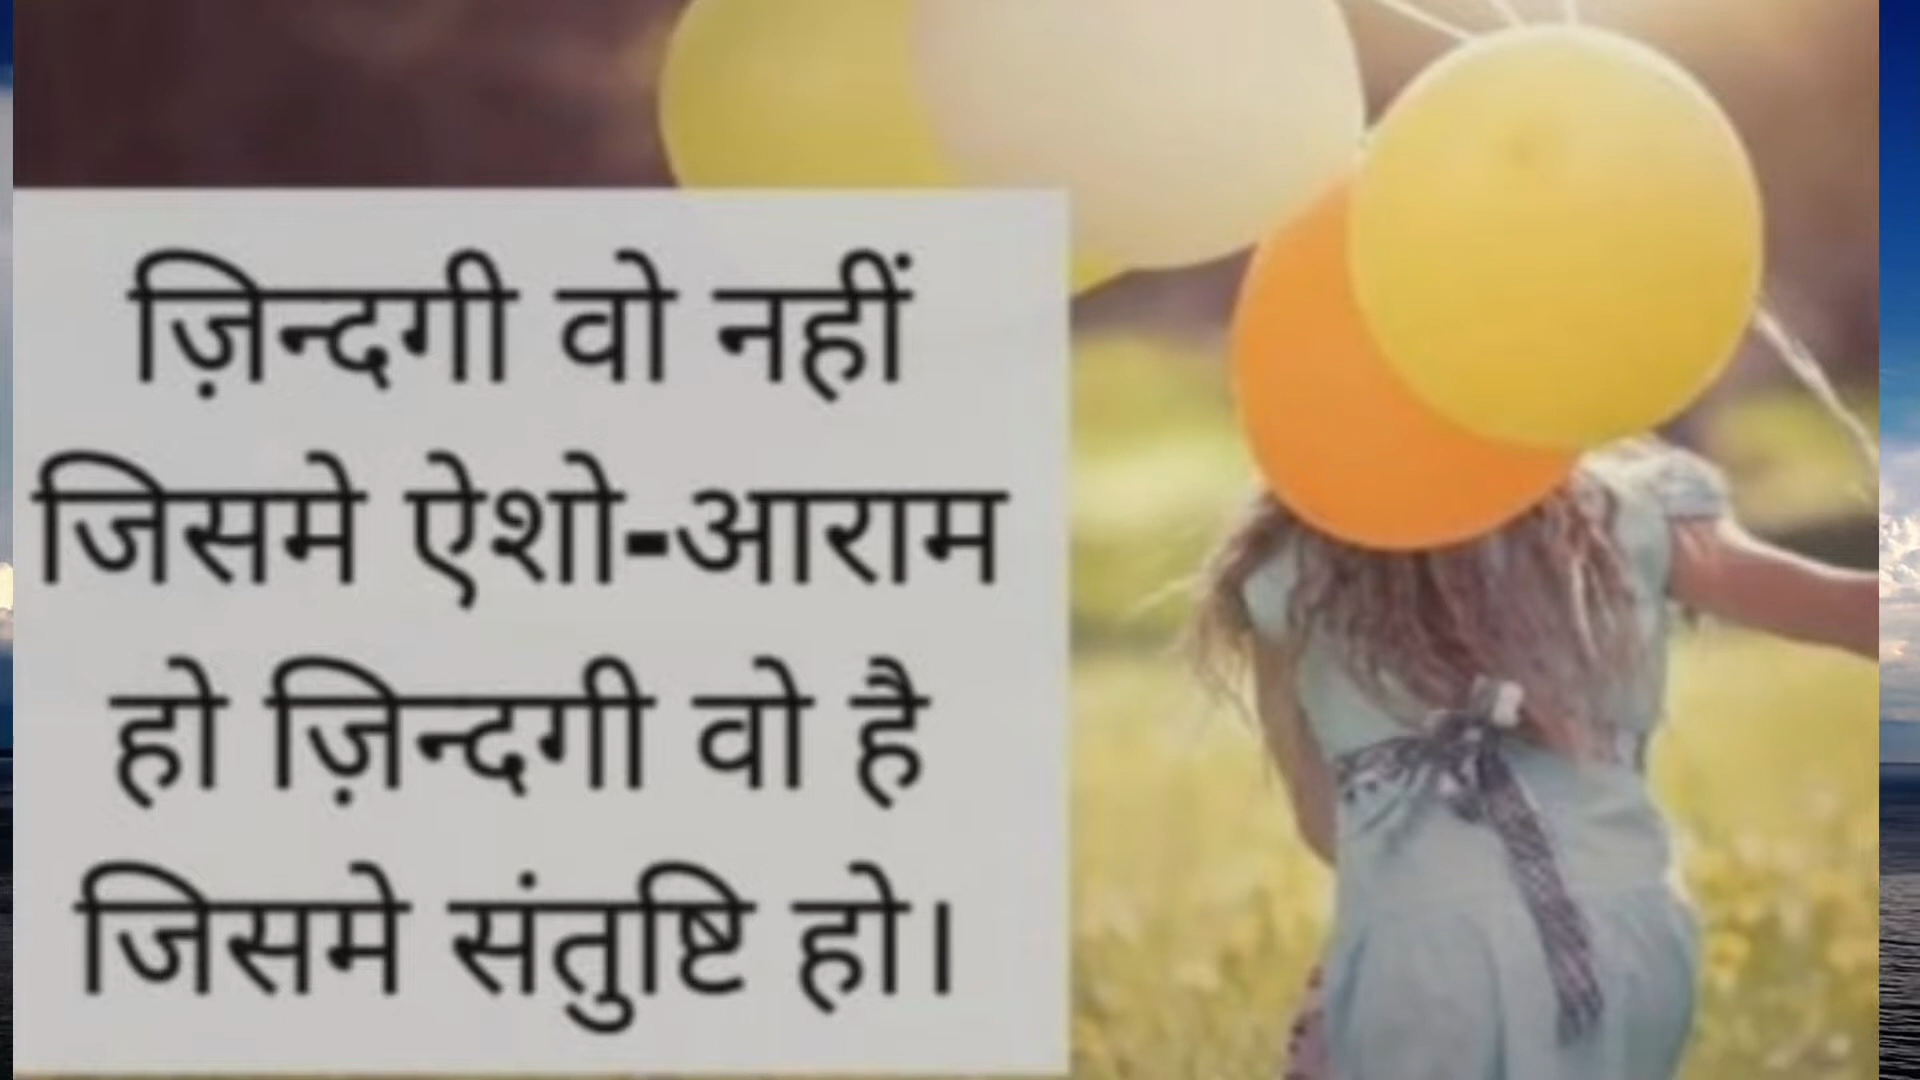 ज़िन्दगी वो नहीं
जिसमे ऐशो-आराम
हो ज़िन्दगी वो है
जिसमे संतुष्टि हो।